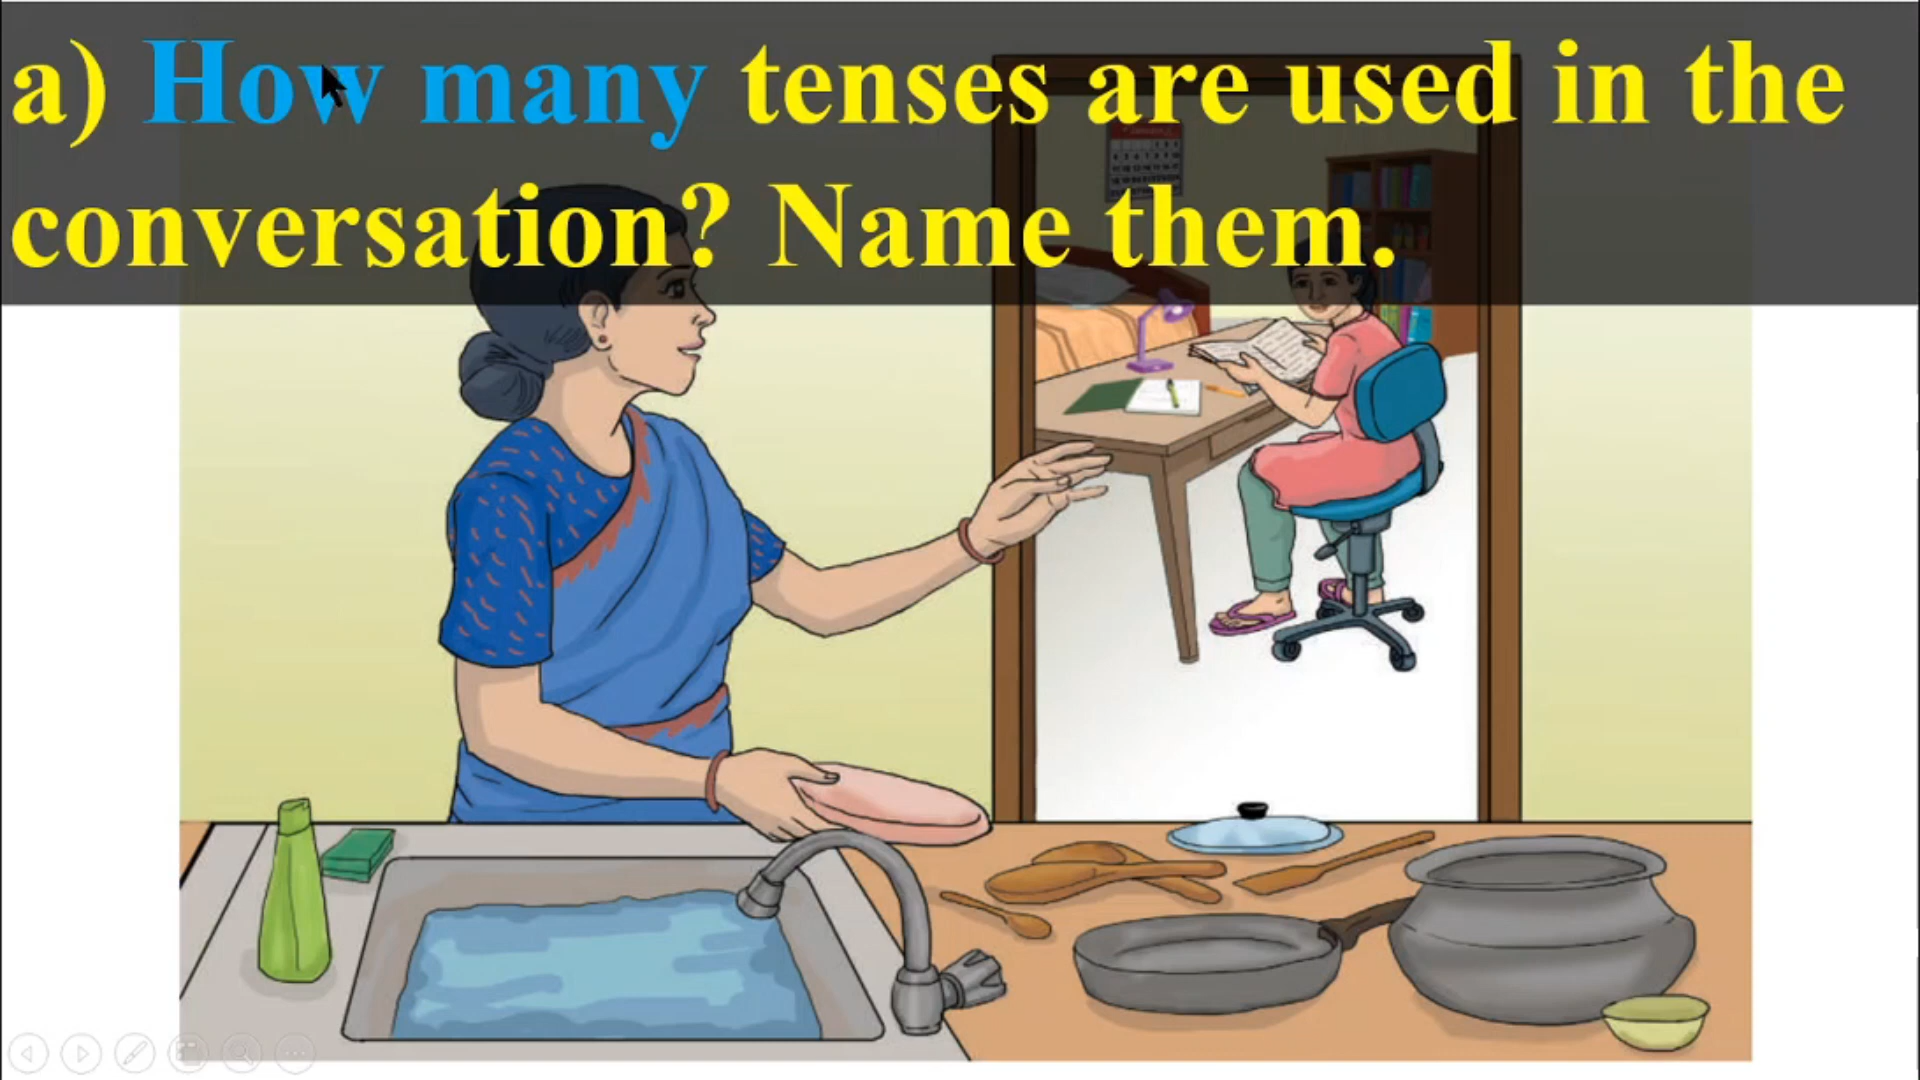 a) How many tenses are used in the
conversation? Name them.